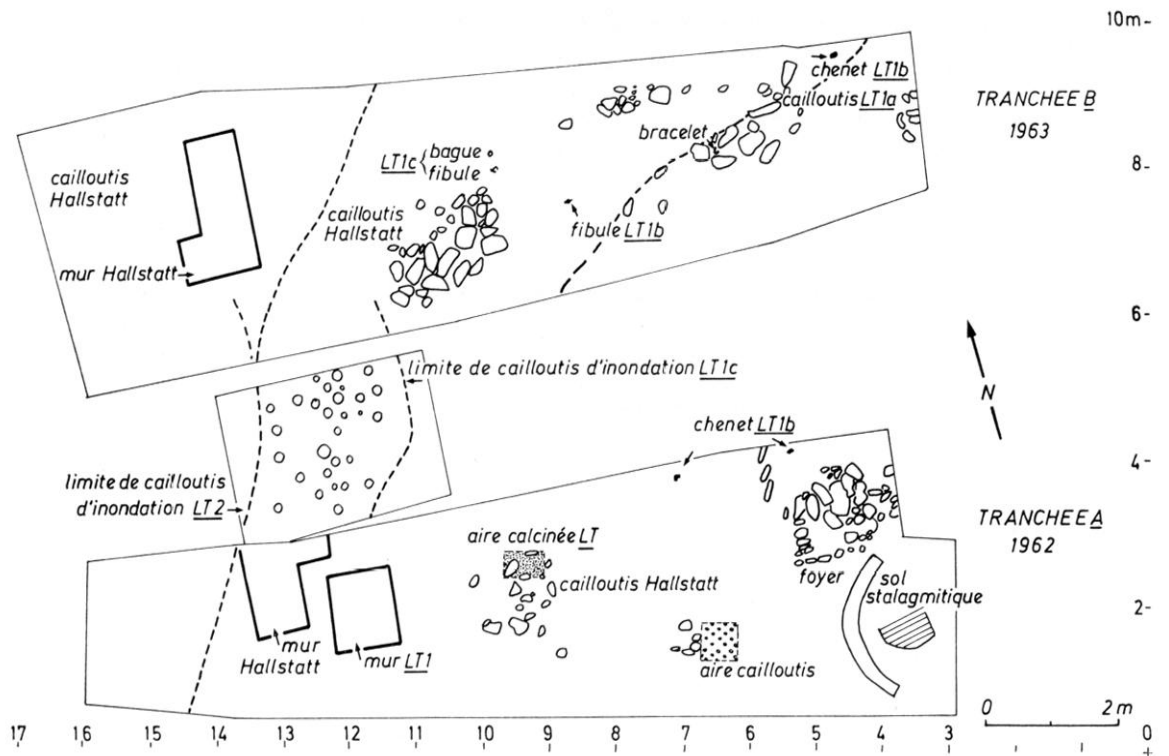 10m
chenet LT1b
cailloutis LT1a
TRANCHEE B
1963
bracelet
LT1c { bague
fibule
8
cailloutis
Hallstatt
cailloutis
Hallstatt
fibule LT1b
mur Hallstatt
6
limite de cailloutis d'inondation LT1c
N
chenet LT1b
4
limite de cailloutis
d'inondation LT2
TRANCHEE A
1962
aire calcinée LT
cailloutis Hallstatt
foyer
sol
stalagmitique
2
mur
Hallstatt
mur LT1
aire cailloutis
0 2m
17 16 15 14 13 12 11 10 9 8 7 6 5 4 3
0